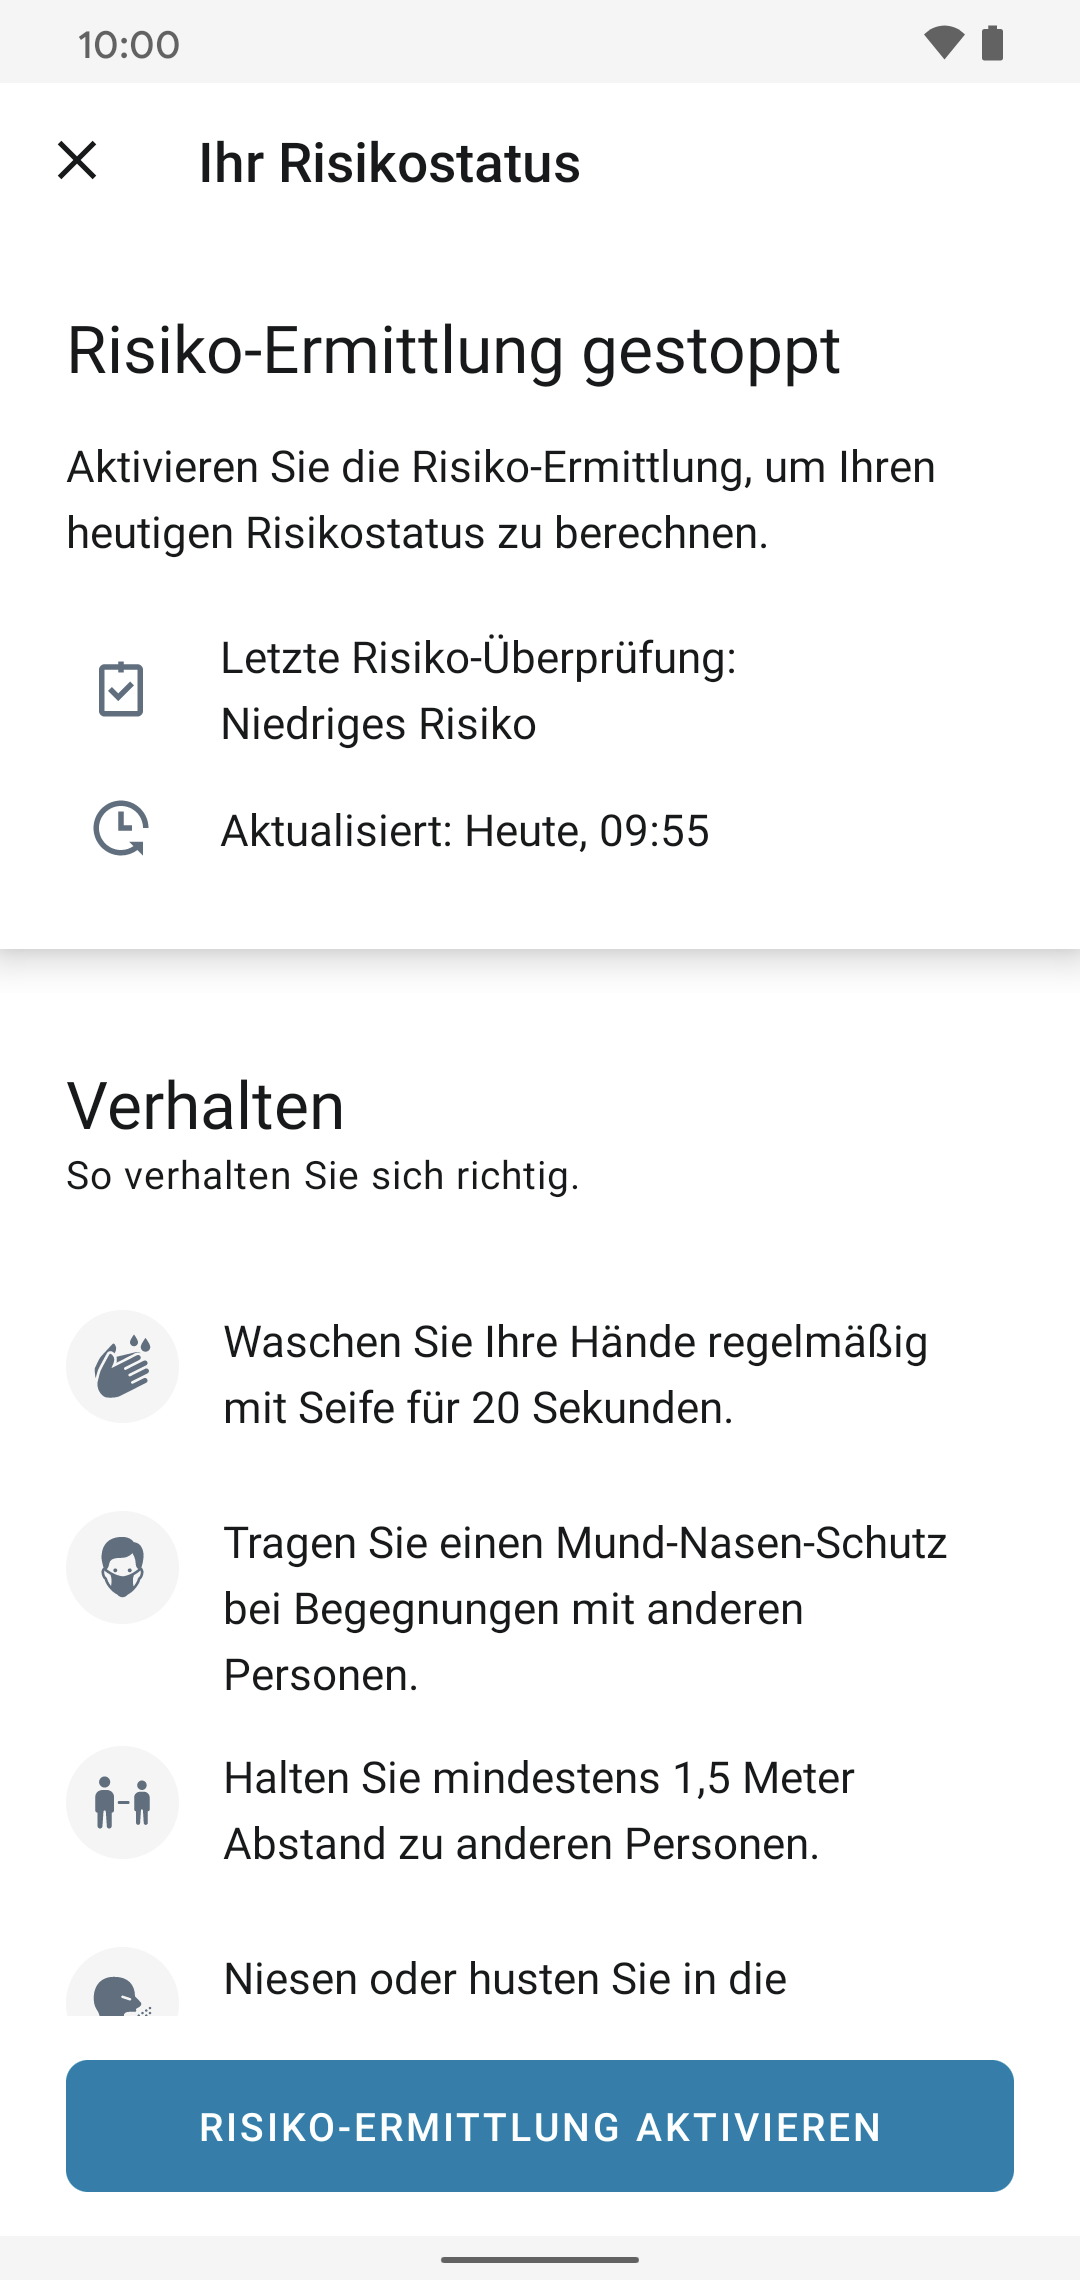 10:00
Ihr Risikostatus
Risiko-Ermittlung gestoppt
Aktivieren Sie die Risiko-Ermittlung, um Ihren
heutigen Risikostatus zu berechnen.
Letzte Risiko-Überprüfung:
Niedriges Risiko
Aktualisiert: Heute, 09:55
Verhalten
So verhalten Sie sich richtig.
Waschen Sie Ihre Hände regelmäßig
mit Seife für 20 Sekunden.
Tragen Sie einen Mund-Nasen-Schutz
bei Begegnungen mit anderen
Personen.
Halten Sie mindestens 1,5 Meter
Abstand zu anderen Personen.
Niesen oder husten Sie in die
RISIKO-ERMITTLUNG AKTIVIEREN